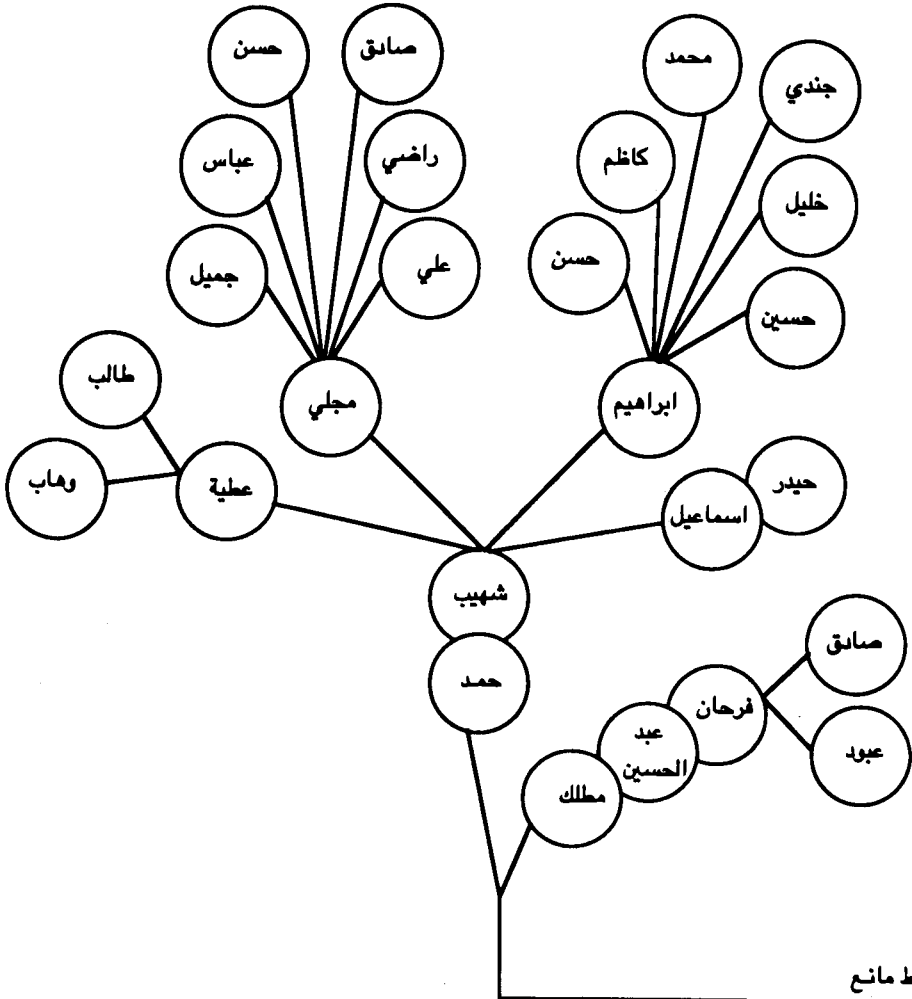 حسن
صادق
محمد
جندي
عباس
راضي
كاظم
خليل
جميل
علي
حسن
حسين
طالب
مجلي
ابراهيم
وهاب
عطية
اسماعيل
حيدر
شهيب
حمد
صادق
فرحان
عبد
الحسين
عبود
مطلك
مانع